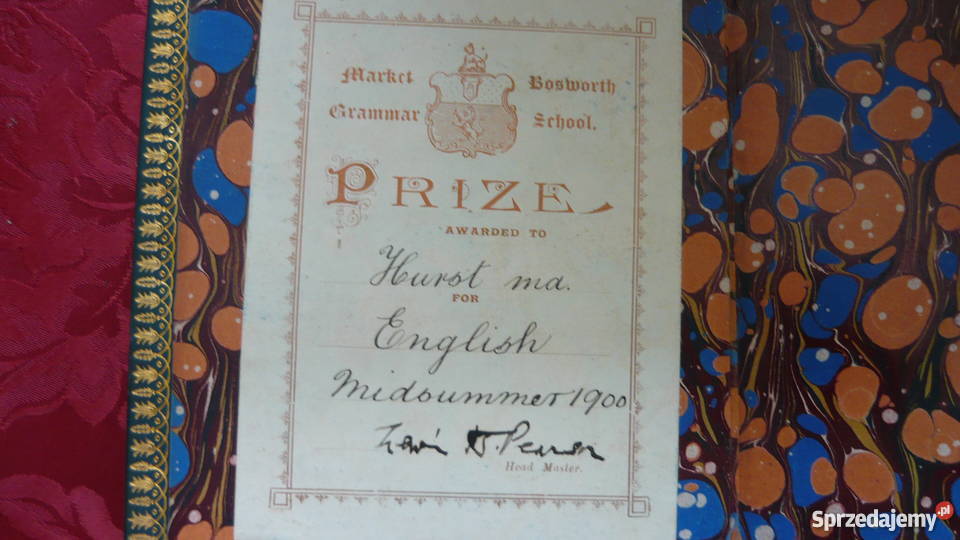 Market Bosworth
Grammar School.
PRIZE
AWARDED TO
Hurst ma.
FOR
English
Midsummer 1900
Head Master.
Sprzedajemy.pl